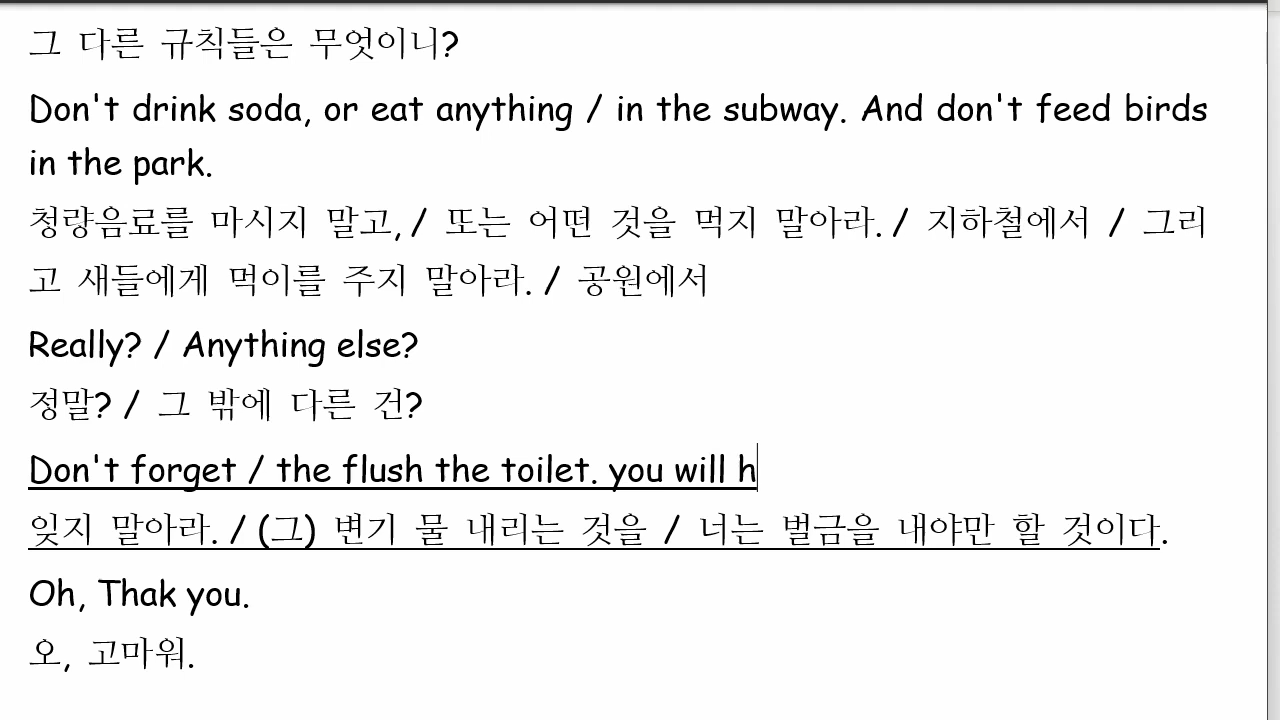 그 다른 규칙들은 무엇이니?
Don't drink soda, or eat anything / in the subway. And don't feed birds
in the park.
청량음료를 마시지 말고, / 또는 어떤 것을 먹지 말아라. / 지하철에서 / 그리
고 새들에게 먹이를 주지 말아라. / 공원에서
Really? / Anything else?
정말? / 그 밖에 다른 건?
Don't forget / the flush the toilet. you will h
잊지 말아라. / (그) 변기 물 내리는 것을 / 너는 벌금을 내야만 할 것이다.
Oh, Thak you.
오, 고마워.